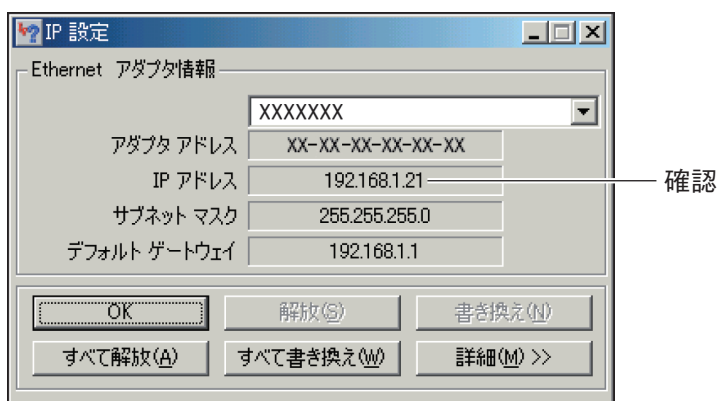 IP 設定
Ethernet アダプタ情報
XXXXXXX
アダプタ アドレス XX-XX-XX-XX-XX-XX
IP アドレス 192.168.1.21 確認
サブネット マスク 255.255.255.0
デフォルト ゲートウェイ 192.168.1.1
OK 解放(S) 書き換え(N)
すべて解放(A) すべて書き換え(W) 詳細(M) >>